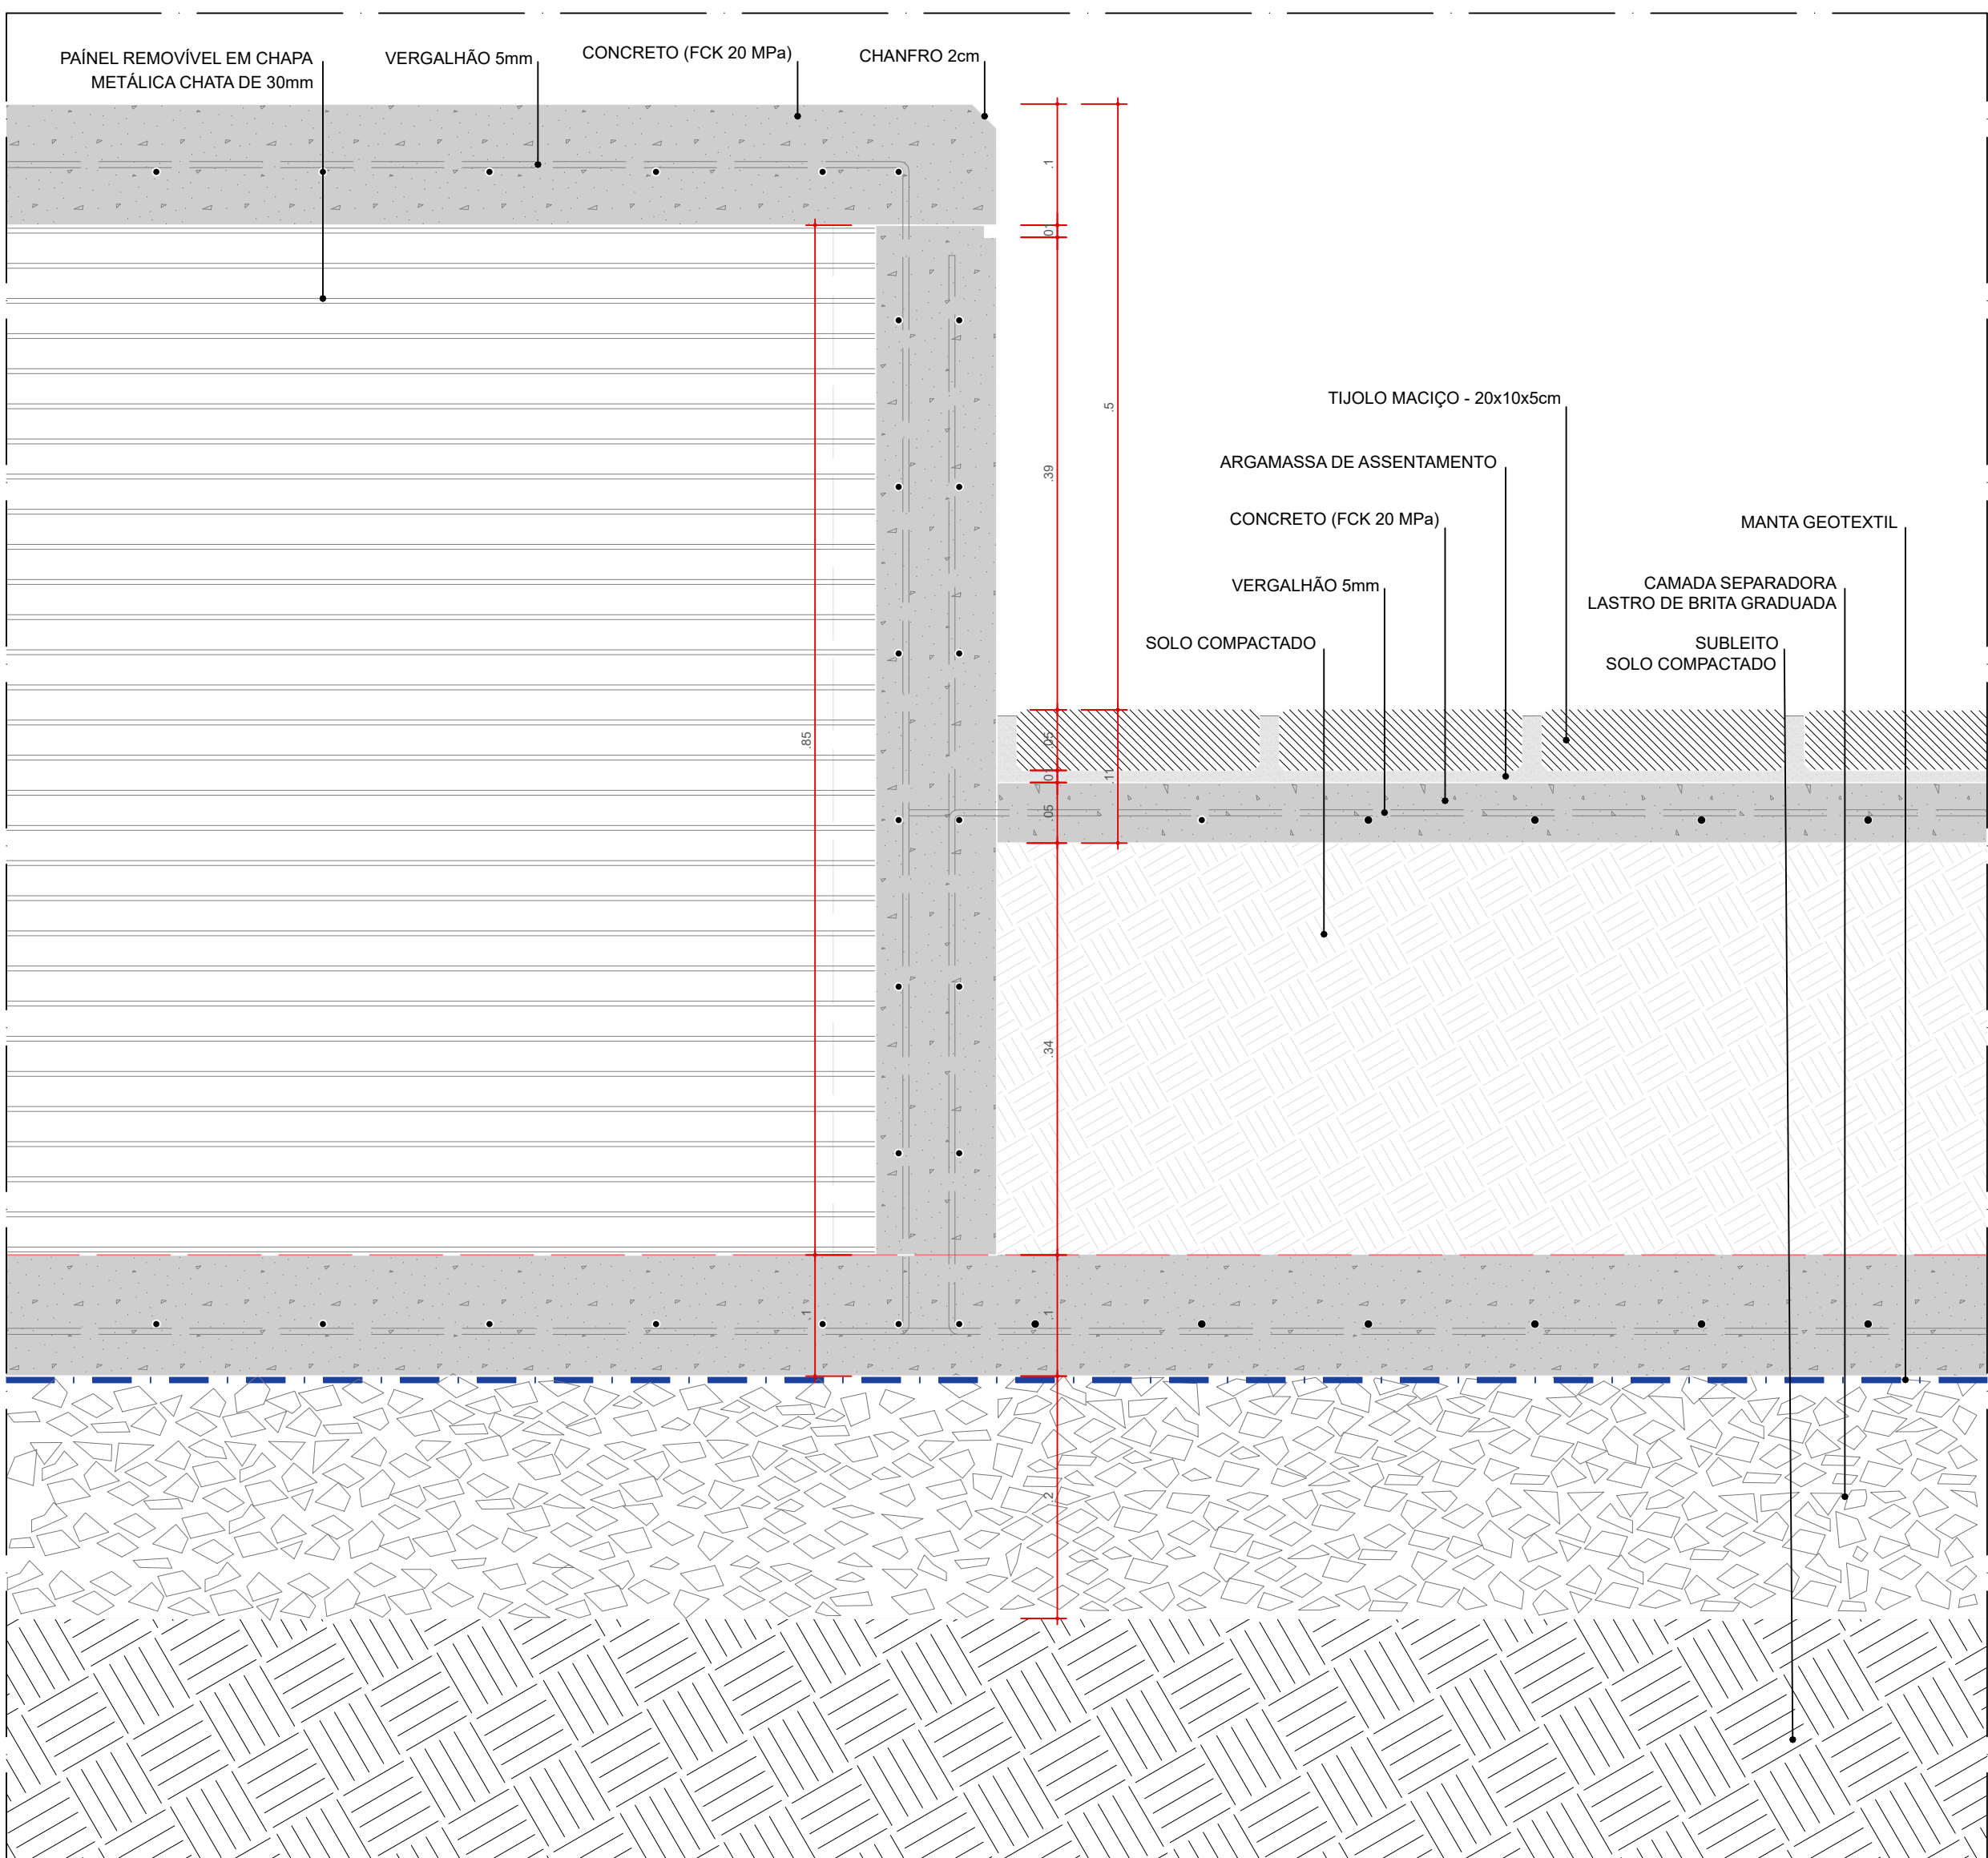 PAÍNEL REMOVÍVEL EM CHAPA
METÁLICA CHATA DE 30mm
VERGALHÃO 5mm
CONCRETO (FCK 20 MPa)
CHANFRO 2cm
.1
.01
.5
.39
.85
TIJOLO MACIÇO - 20x10x5cm
ARGAMASSA DE ASSENTAMENTO
CONCRETO (FCK 20 MPa)
VERGALHÃO 5mm
SOLO COMPACTADO
MANTA GEOTEXTIL
CAMADA SEPARADORA
LASTRO DE BRITA GRADUADA
SUBLEITO
SOLO COMPACTADO
.05
.01
.11
.05
.34
.1
.1
.2